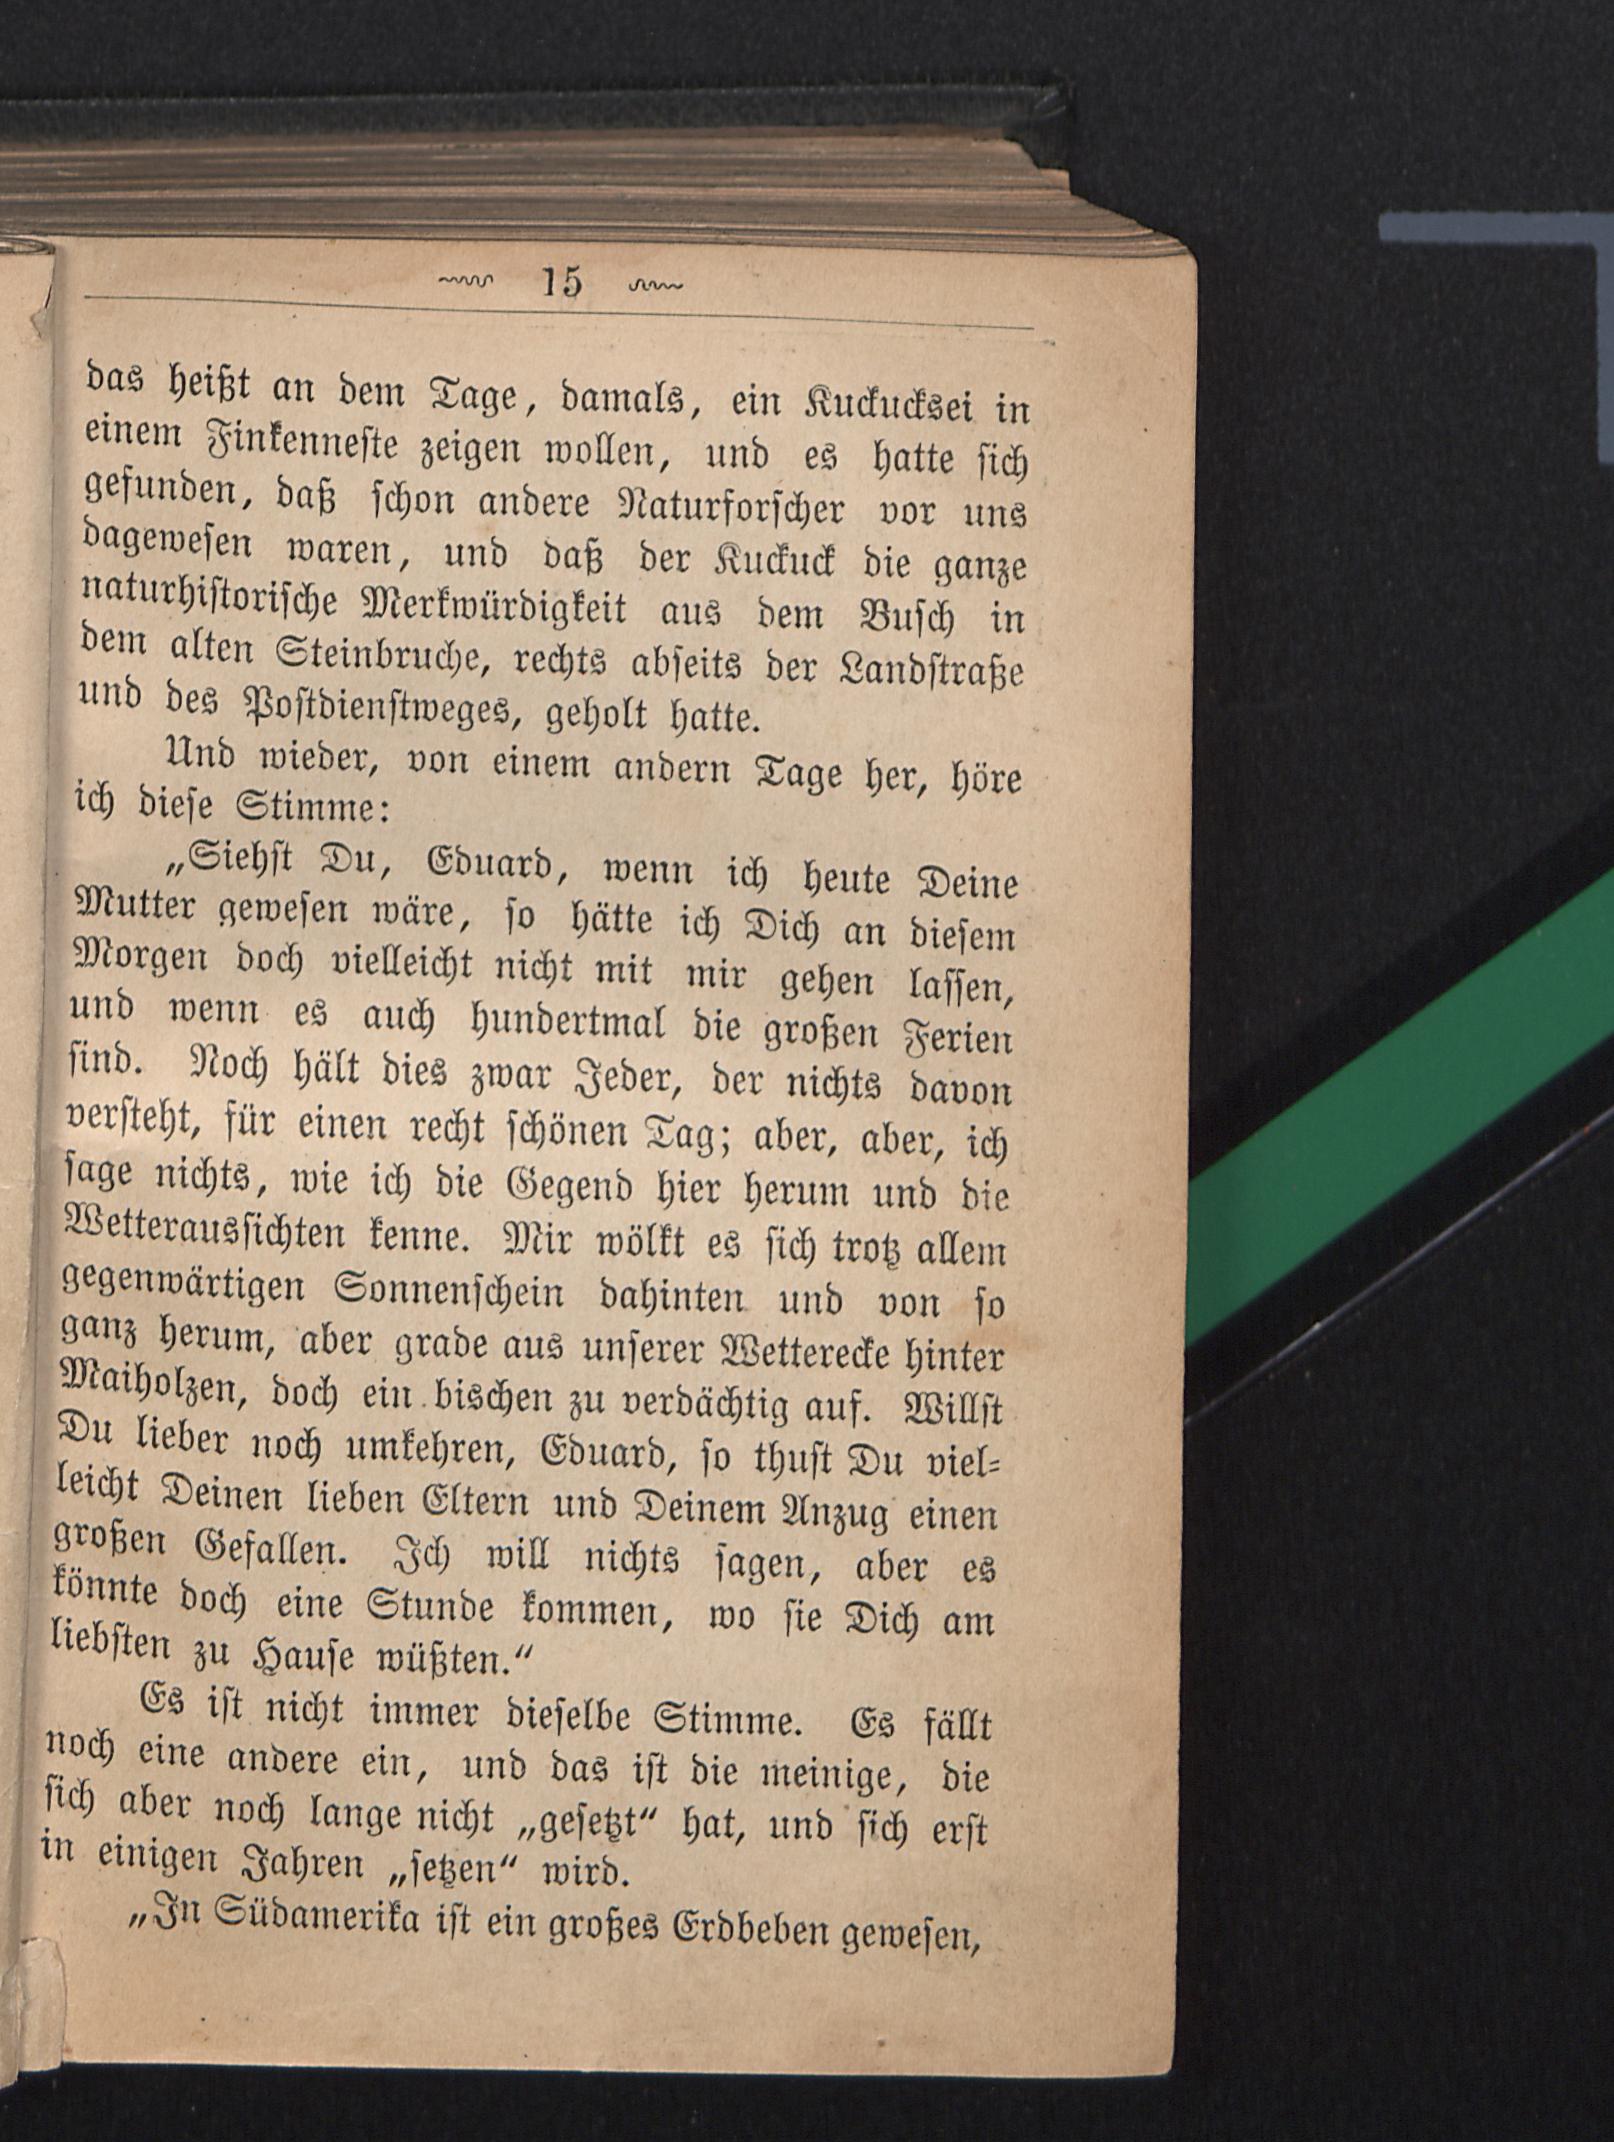 15
das heißt an dem Tage, damals, ein Kuckucksei in
einem Finkenneste zeigen wollen, und es hatte sich
gefunden, daß schon andere Naturforscher vor uns
dagewesen waren, und daß der Kuckuck die ganze
naturhistorische Merkwürdigkeit aus dem Busch in
dem alten Steinbruche, rechts abseits der Landstraße
und des Postdienstweges, geholt hatte.
Und wieder, von einem andern Tage her, höre
ich diese Stimme:
„Siehst Du, Eduard, wenn ich heute Deine
Mutter gewesen wäre, so hätte ich Dich an diesem
Morgen doch vielleicht nicht mit mir gehen lassen,
und wenn es auch hundertmal die großen Ferien
sind. Noch hält dies zwar Jeder, der nichts davon
versteht, für einen recht schönen Tag; aber, aber, ich
sage nichts, wie ich die Gegend hier herum und die
Wetteraussichten kenne. Mir wölkt es sich trotz allem
gegenwärtigen Sonnenschein dahinten und von so
ganz herum, aber grade aus unserer Wetterecke hinter
Maiholzen, doch ein bischen zu verdächtig auf. Willst
Du lieber noch umkehren, Eduard, so thust Du viel-
leicht Deinen lieben Eltern und Deinem Anzug einen
großen Gefallen. Ich will nichts sagen, aber es
könnte doch eine Stunde kommen, wo sie Dich am
liebsten zu Hause wüßten.“
Es ist nicht immer dieselbe Stimme. Es fällt
noch eine andere ein, und das ist die meinige, die
sich aber noch lange nicht „gesetzt“ hat, und sich erst
in einigen Jahren „setzen“ wird.
„In Südamerika ist ein großes Erdbeben gewesen,